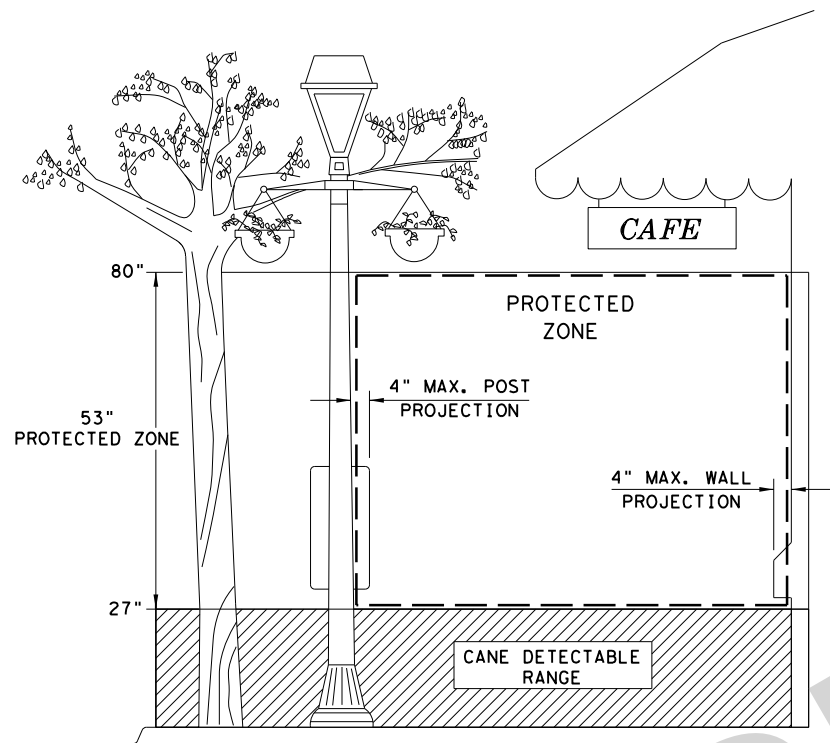 CAFE
80"
PROTECTED
ZONE
4" MAX. POST
PROJECTION
53"
PROTECTED ZONE
4" MAX. WALL
PROJECTION
27"
CANE DETECTABLE
RANGE